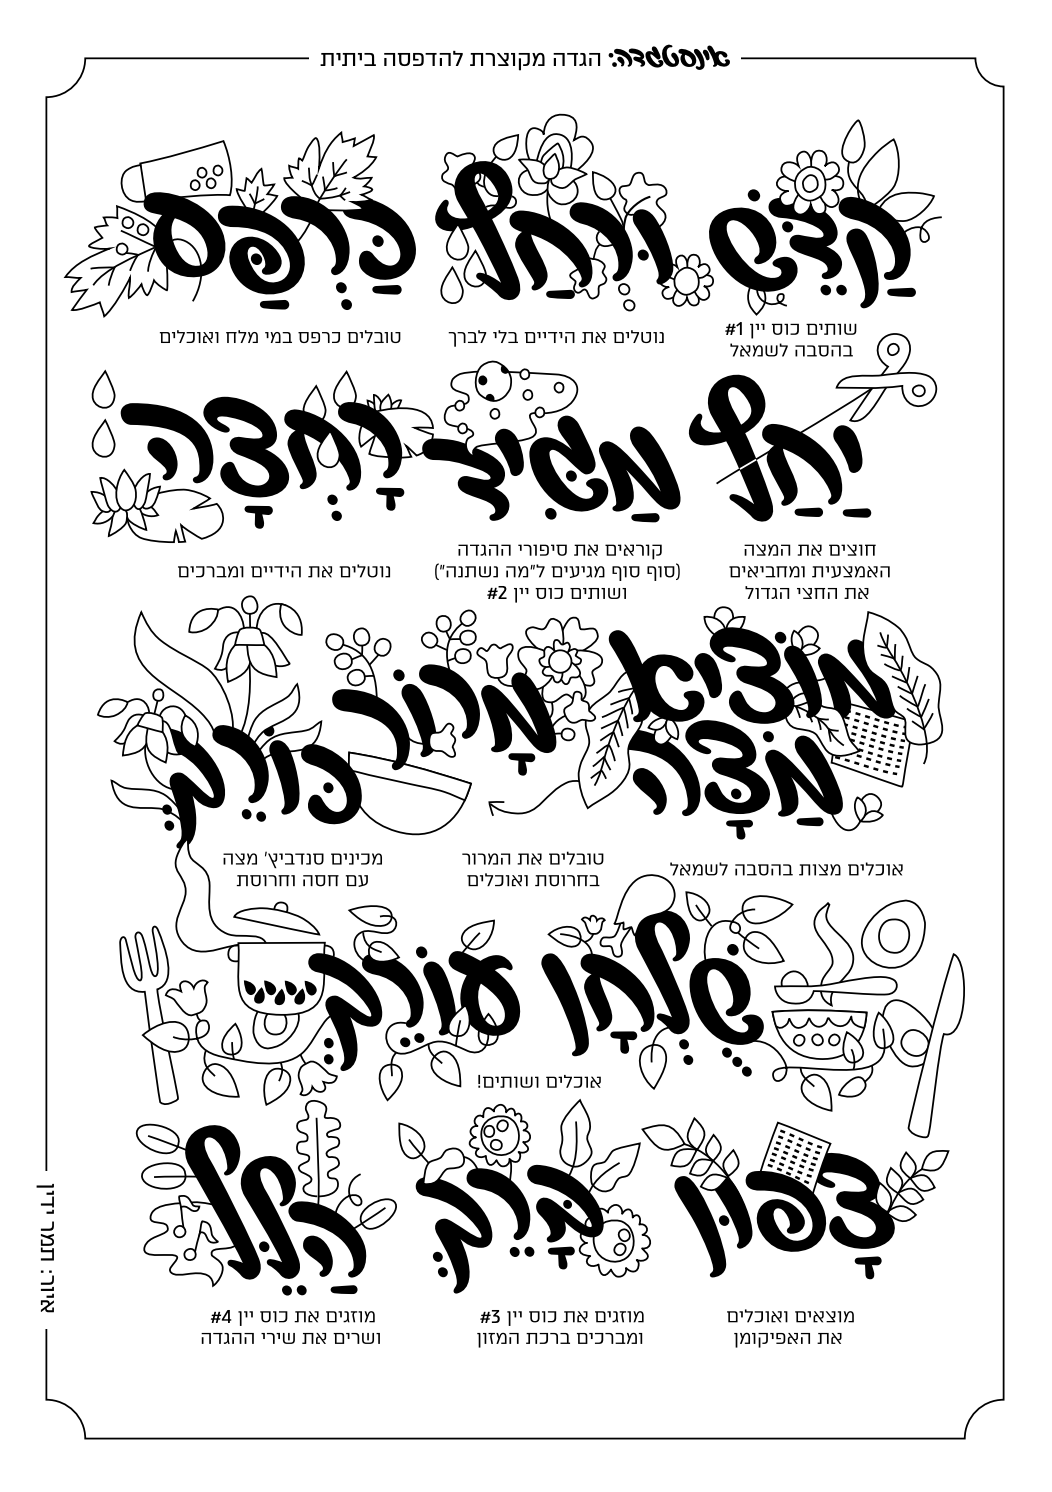 אינסטגדה: הגדה מקוצרת להדפסה ביתית
קַדֵּשׁ
שותים כוס יין #1
בהסבה לשמאל
וּרְחַץ
נוטלים את הידיים בלי לברך
כַּרְפַּס
טובלים כרפס במי מלח ואוכלים
יַחַץ
חוצים את המצה
האמצעית ומחביאים
את החצי הגדול
מַגִּיד
קוראים את סיפורי ההגדה
(סוף סוף מגיעים ל"מה נשתנה")
ושותים כוס יין #2
רָחְצָה
נוטלים את הידיים ומברכים
מוֹצִיא
מַצָּה
אוכלים מצות בהסבה לשמאל
מָרוֹר
טובלים את המרור
בחרוסת ואוכלים
כּוֹרֵךְ
מכינים סנדביץ' מצה
עם חסה וחרוסת
שֻׁלְחָן עוֹרֵךְ
אוכלים ושותים!
צָפוּן
מוצאים ואוכלים
את האפיקומן
בָּרֵךְ
מוזגים את כוס יין #3
ומברכים ברכת המזון
הַלֵּל
מוזגים את כוס יין #4
ושרים את שירי ההגדה
איור: תמר ידין